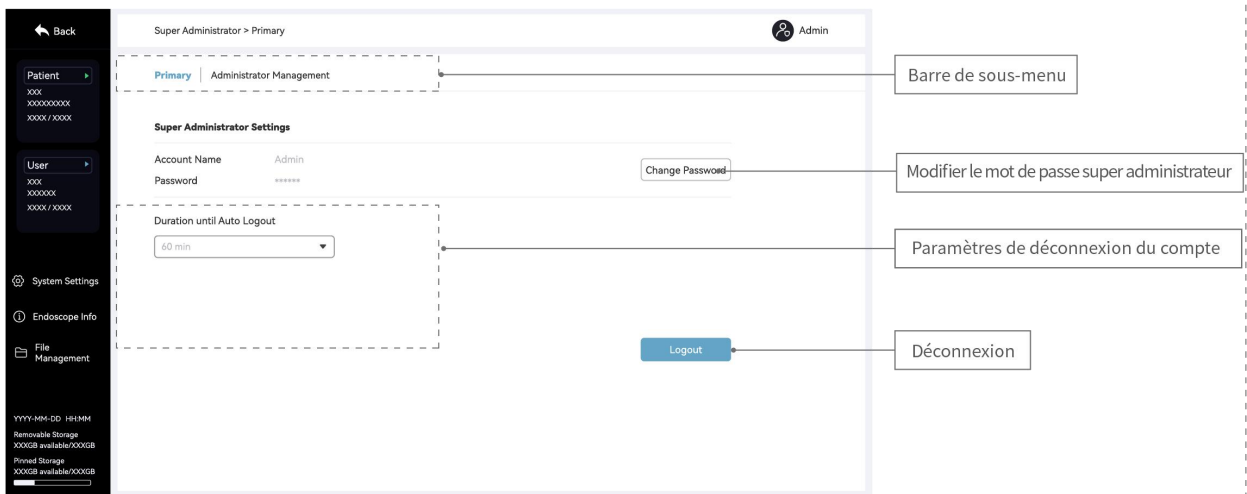 Back
Patient
XXX
XXXXXXXXX
XXXX / XXXX
User
XXX
XXXXXX
XXXX / XXXX
System Settings
Endoscope Info
File
Management
YYYY-MM-DD HH:MM
Removable Storage
XXXGB available/XXXGB
Pinned Storage
XXXGB available/XXXGB
Super Administrator > Primary
Admin
Primary
Administrator Management
Super Administrator Settings
Account Name Admin
Password ******
Change Password
Duration until Auto Logout
60 min
Logout
Barre de sous-menu
Modifier le mot de passe super administrateur
Paramètres de déconnexion du compte
Déconnexion